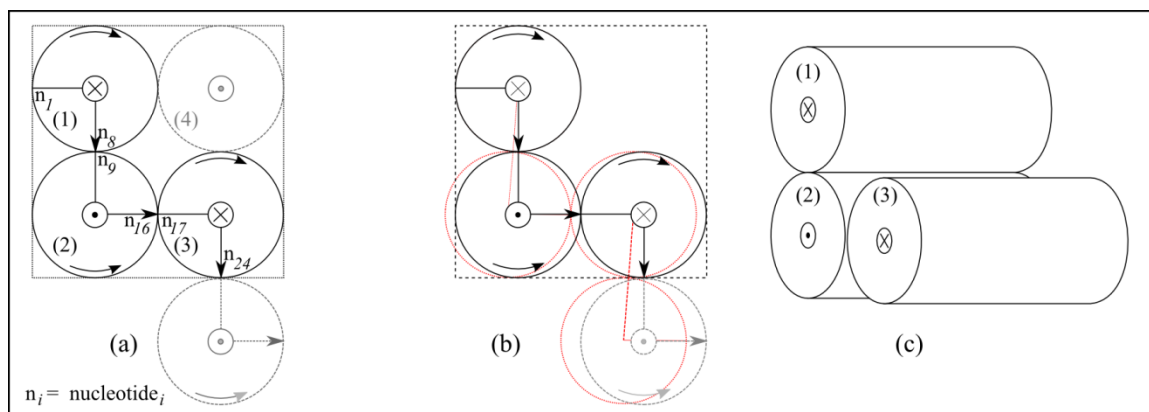 n1
(1)
(4)
n8
n9
n16
n17
(2)
(3)
n24
(a)
ni = nucleotidei
(b)
(1)
(2)
(3)
(c)